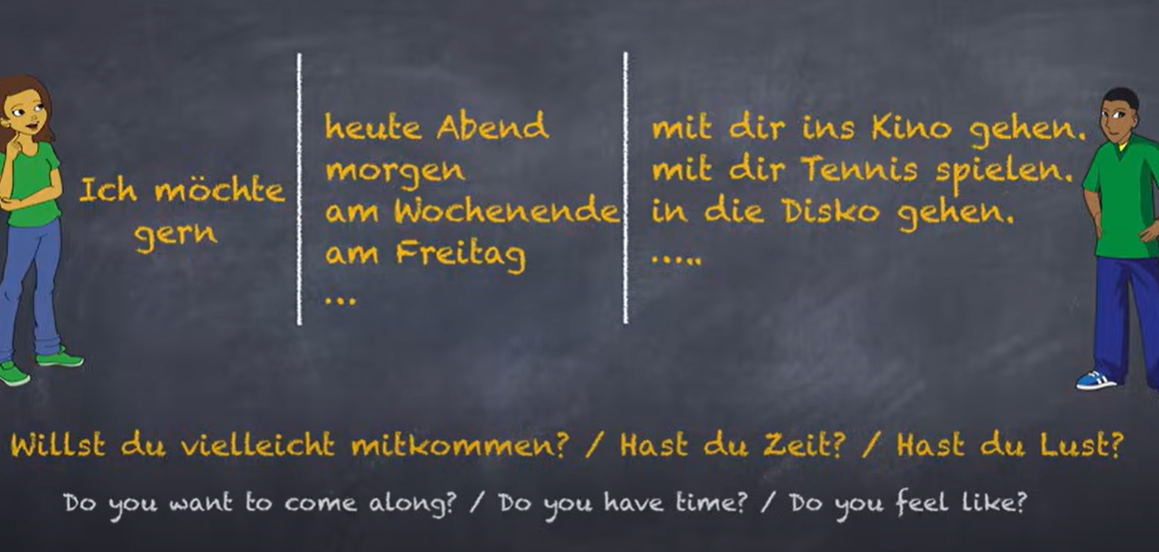 Ich möchte
gern
heute Abend
morgen
am Wochenende
am Freitag
...
mit dir ins Kino gehen.
mit dir Tennis spielen.
in die Disko gehen.
.....
Willst du vielleicht mitkommen? / Hast du Zeit? / Hast du Lust?
Do you want to come along? / Do you have time? / Do you feel like?